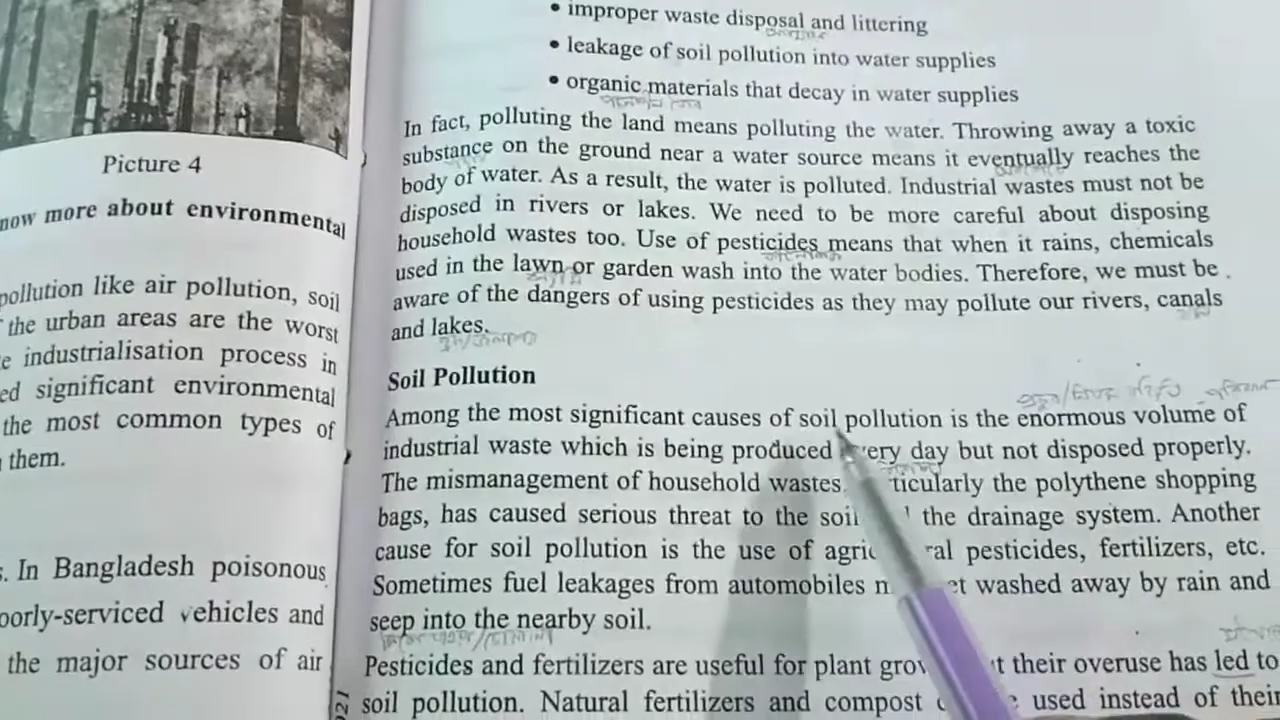 Picture 4
now more about environmental
pollution like air pollution, soil
the urban areas are the worst
industrialisation process in
significant environmental
the most common types of
them.
In Bangladesh poisonous
poorly-serviced vehicles and
the major sources of air
• improper waste disposal and littering
• leakage of soil pollution into water supplies
• organic materials that decay in water supplies
In fact, polluting the land means polluting the water. Throwing away a toxic
substance on the ground near a water source means it eventually reaches the
body of water. As a result, the water is polluted. Industrial wastes must not be
disposed in rivers or lakes. We need to be more careful about disposing
household wastes too. Use of pesticides means that when it rains, chemicals
used in the lawn or garden wash into the water bodies. Therefore, we must be
aware of the dangers of using pesticides as they may pollute our rivers, canals
and lakes.
Soil Pollution
Among the most significant causes of soil pollution is the enormous volume of
industrial waste which is being produced every day but not disposed properly.
The mismanagement of household wastes, particularly the polythene shopping
bags, has caused serious threat to the soil the drainage system. Another
cause for soil pollution is the use of agricultural pesticides, fertilizers, etc.
Sometimes fuel leakages from automobiles get washed away by rain and
seep into the nearby soil.
Pesticides and fertilizers are useful for plant their overuse has led to
soil pollution. Natural fertilizers and compost used instead of their